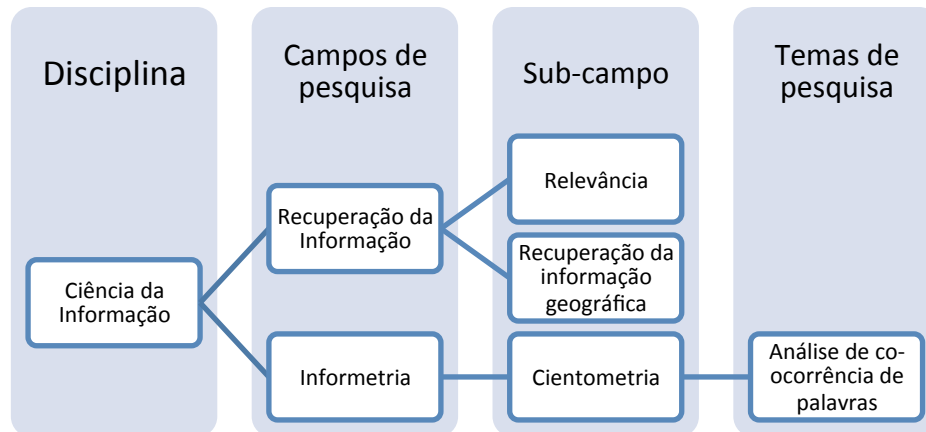 Disciplina
Campos de
pesquisa
Sub-campo
Temas de
pesquisa
Ciência da
Informação
Recuperação da
Informação
Informetria
Relevância
Recuperação da
informação
geográfica
Cientometria
Análise de co-
ocorrência de
palavras